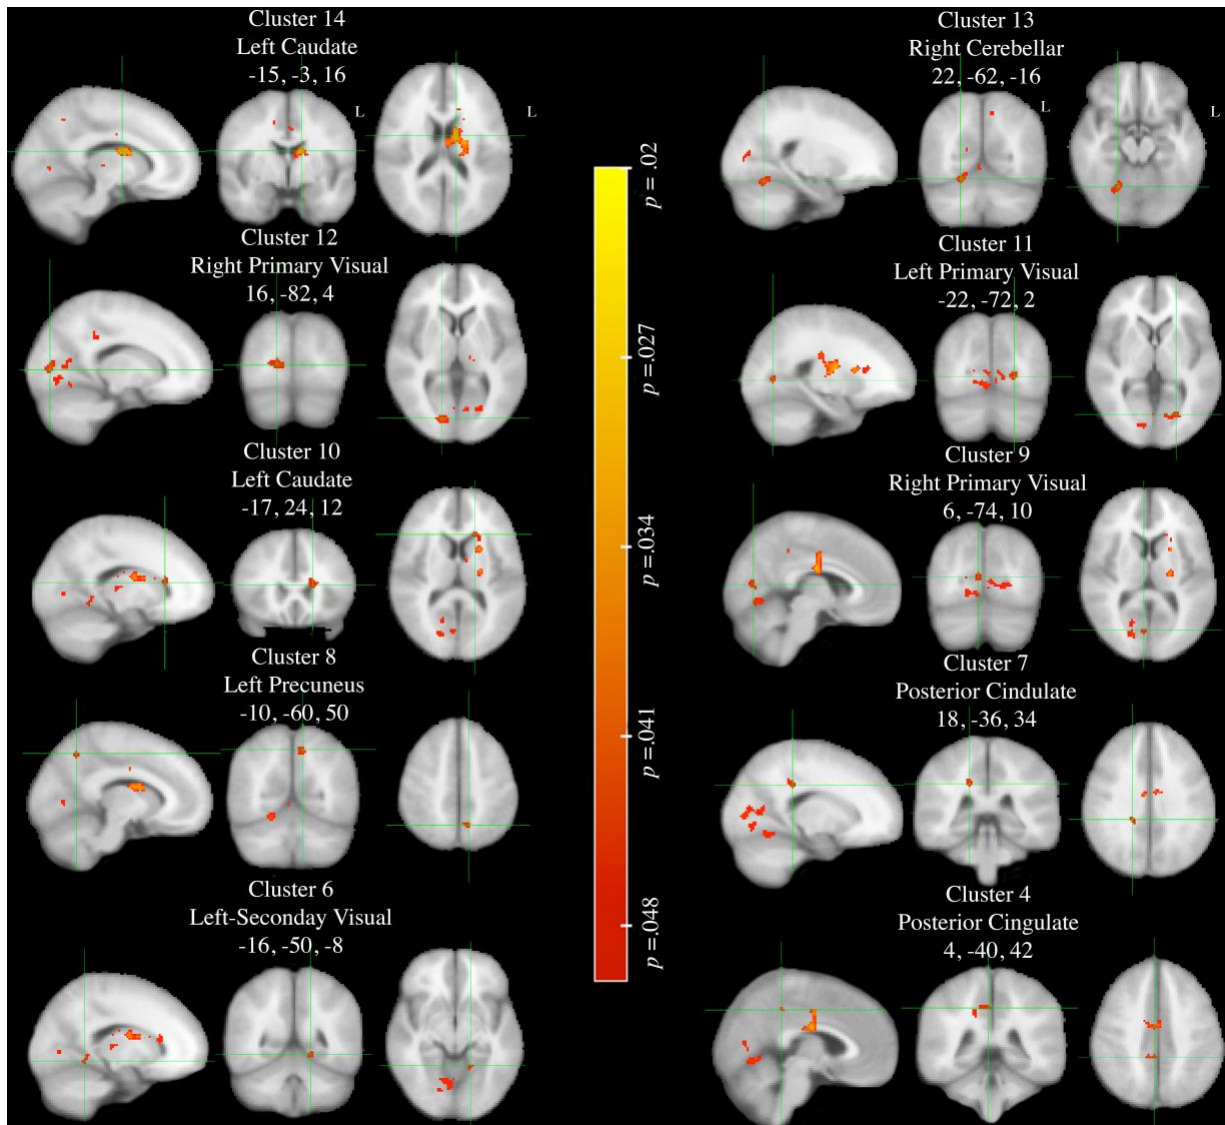 Cluster 14
Left Caudate
-15, -3, 16
L
Cluster 13
Right Cerebellar
22, -62, -16
L
Cluster 12
Right Primary Visual
16, -82, 4
Cluster 11
Left Primary Visual
-22, -72, 2
Cluster 10
Left Caudate
-17, 24, 12
Cluster 9
Right Primary Visual
6, -74, 10
Cluster 8
Left Precuneus
-10, -60, 50
Cluster 7
Posterior Cindulate
18, -36, 34
Cluster 6
Left-Seconday Visual
-16, -50, -8
Cluster 4
Posterior Cingulate
4, -40, 42
p = .02
p =.027
p =.034
p =.041
p =.048